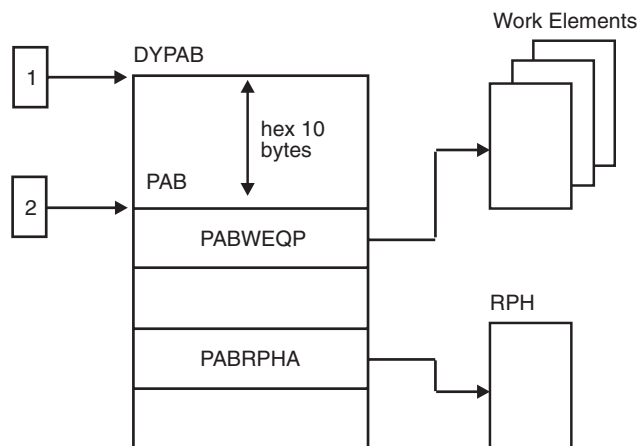 Work Elements
DYPAB
1
hex 10
bytes
PAB
2
PABWEQP
RPH
PABRPHA